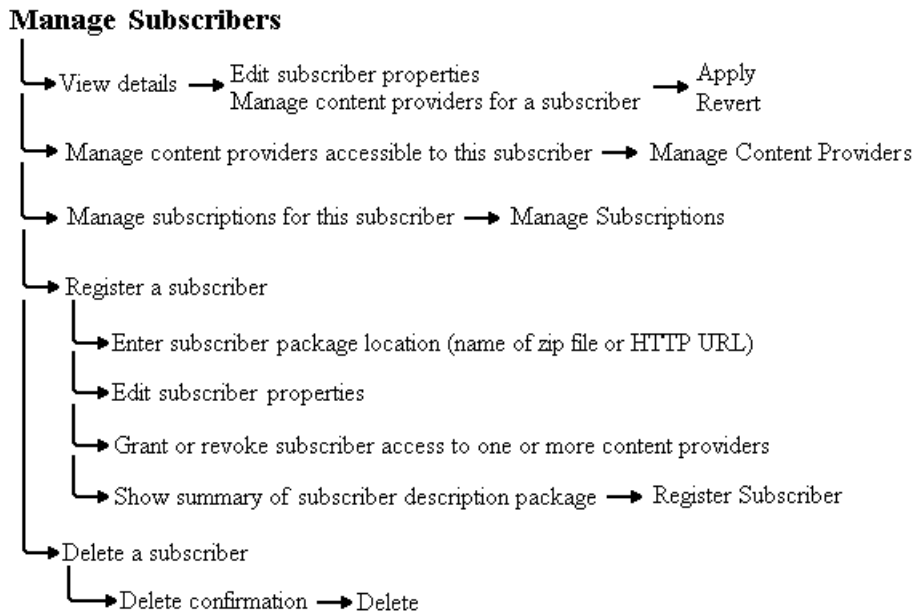 Manage Subscribers
View details
Edit subscriber properties
Manage content providers for a subscriber
Apply
Revert
Manage content providers accessible to this subscriber
Manage Content Providers
Manage subscriptions for this subscriber
Manage Subscriptions
Register a subscriber
Enter subscriber package location (name of zip file or HTTP URL)
Edit subscriber properties
Grant or revoke subscriber access to one or more content providers
Show summary of subscriber description package
Register Subscriber
Delete a subscriber
Delete confirmation
Delete